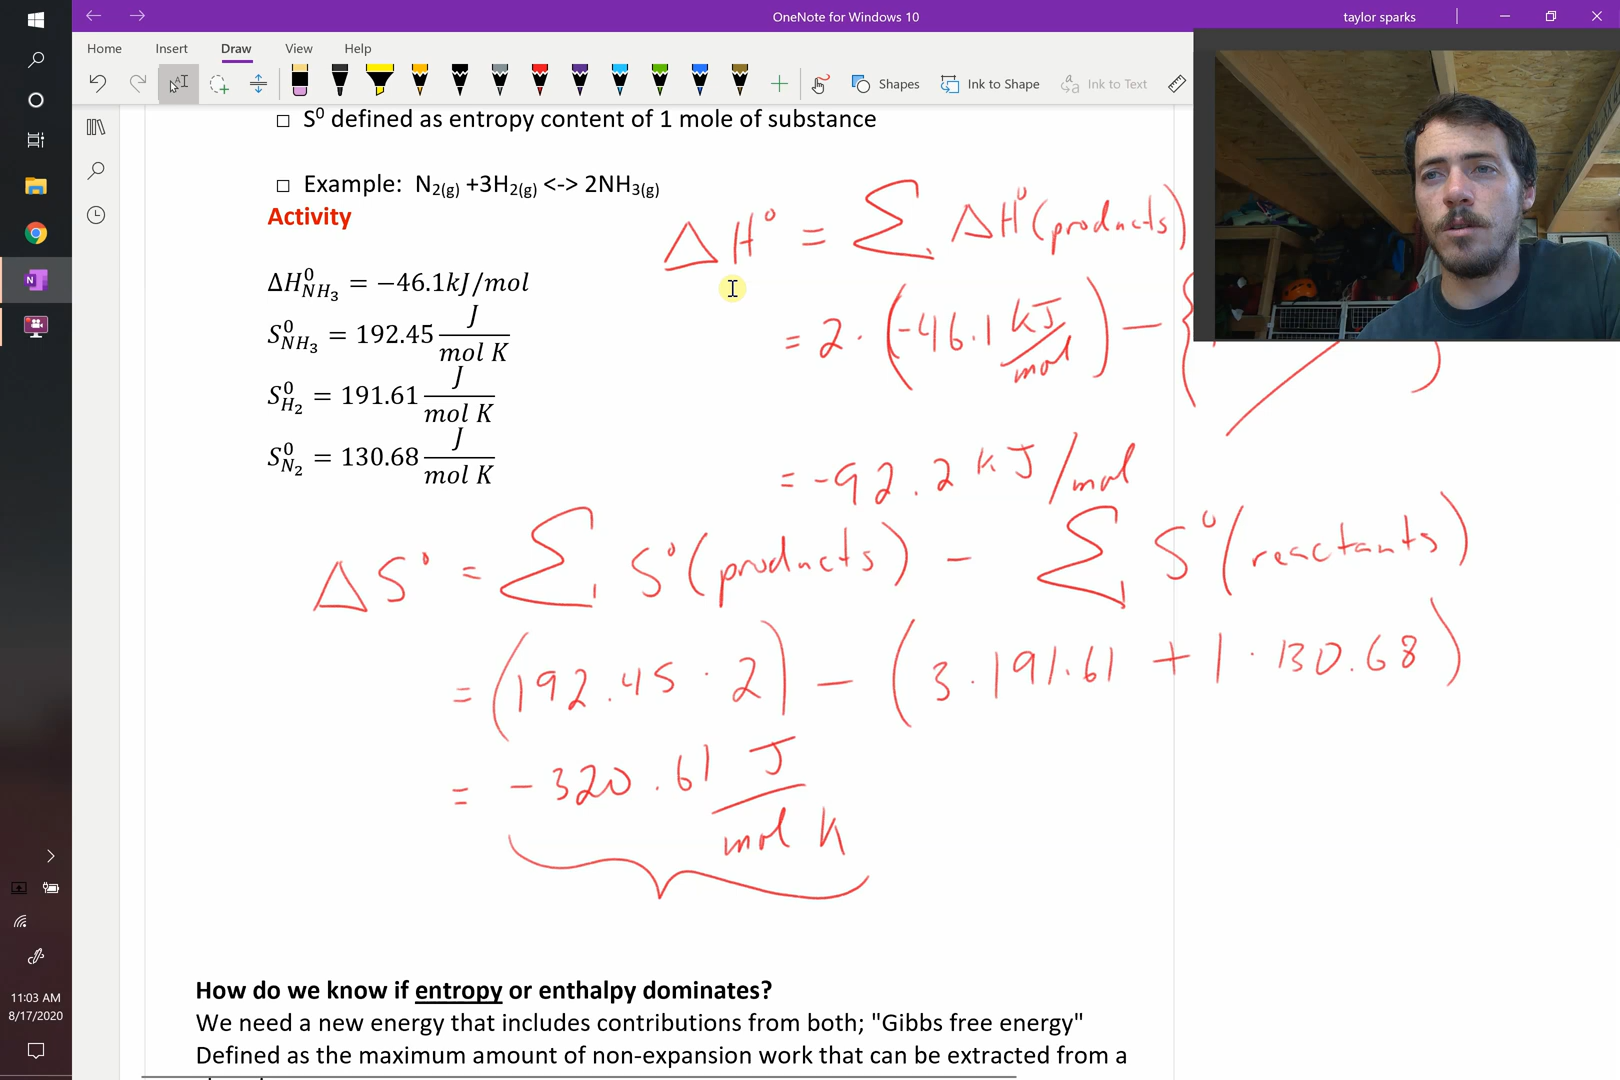 OneNote for Windows 10
taylor sparks
Home Insert Draw View Help
Shapes Ink to Shape Ink to Text
S⁰ defined as entropy content of 1 mole of substance
Example: N₂₍g₎ +3H₂₍g₎ <-> 2NH₃₍g₎
Activity
ΔH⁰_NH₃ = −46.1kJ/mol
S⁰_NH₃ = 192.45 J/mol K
S⁰_H₂ = 191.61 J/mol K
S⁰_N₂ = 130.68 J/mol K
ΔH° = Σ ΔH°(products)
= 2 · (-46.1 KJ/mol) − {
= -92.2 kJ/mol
ΔS° = Σ S°(products) − Σ S°(reactants)
= (192.45 · 2) − (3 · 191.61 + 1 · 130.68)
= -320.61 J/mol K
How do we know if entropy or enthalpy dominates?
We need a new energy that includes contributions from both; "Gibbs free energy"
Defined as the maximum amount of non-expansion work that can be extracted from a
11:03 AM
8/17/2020